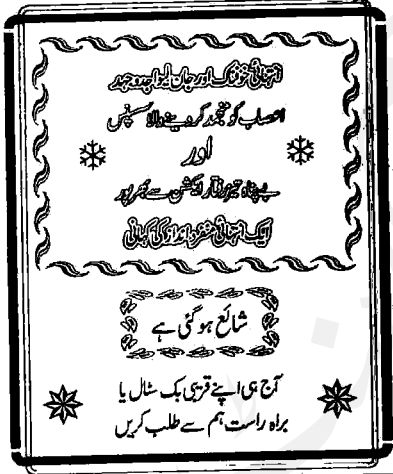 انتہائی خوفناک اور جان لیوا جدوجہد
اعصاب کو منجمد کر دینے والا سسپنس
اور
بے پناہ تیز رفتار ایکشن سے بھرپور
ایک انتہائی منفرد انداز کی کہانی
شائع ہو گئی ہے
آج ہی اپنے قریبی بک سٹال یا
براہ راست ہم سے طلب کریں